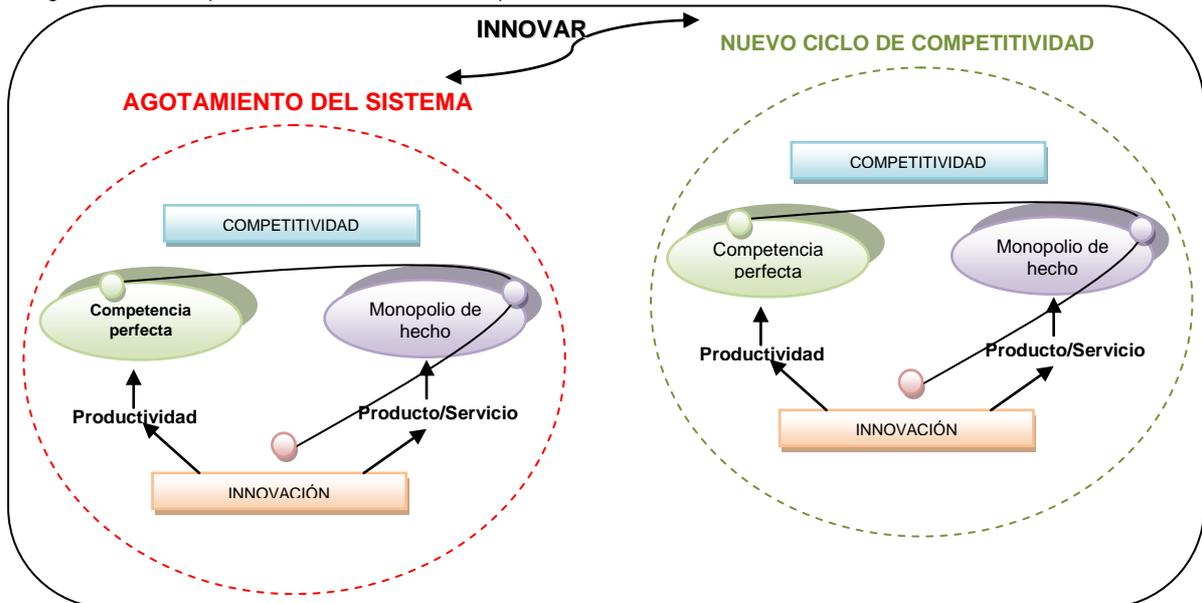 INNOVAR
NUEVO CICLO DE COMPETITIVIDAD
AGOTAMIENTO DEL SISTEMA
COMPETITIVIDAD
Competencia
perfecta
Monopolio de
hecho
Productividad
Producto/Servicio
INNOVACIÓN
COMPETITIVIDAD
Competencia
perfecta
Monopolio de
hecho
Productividad
Producto/Servicio
INNOVACIÓN